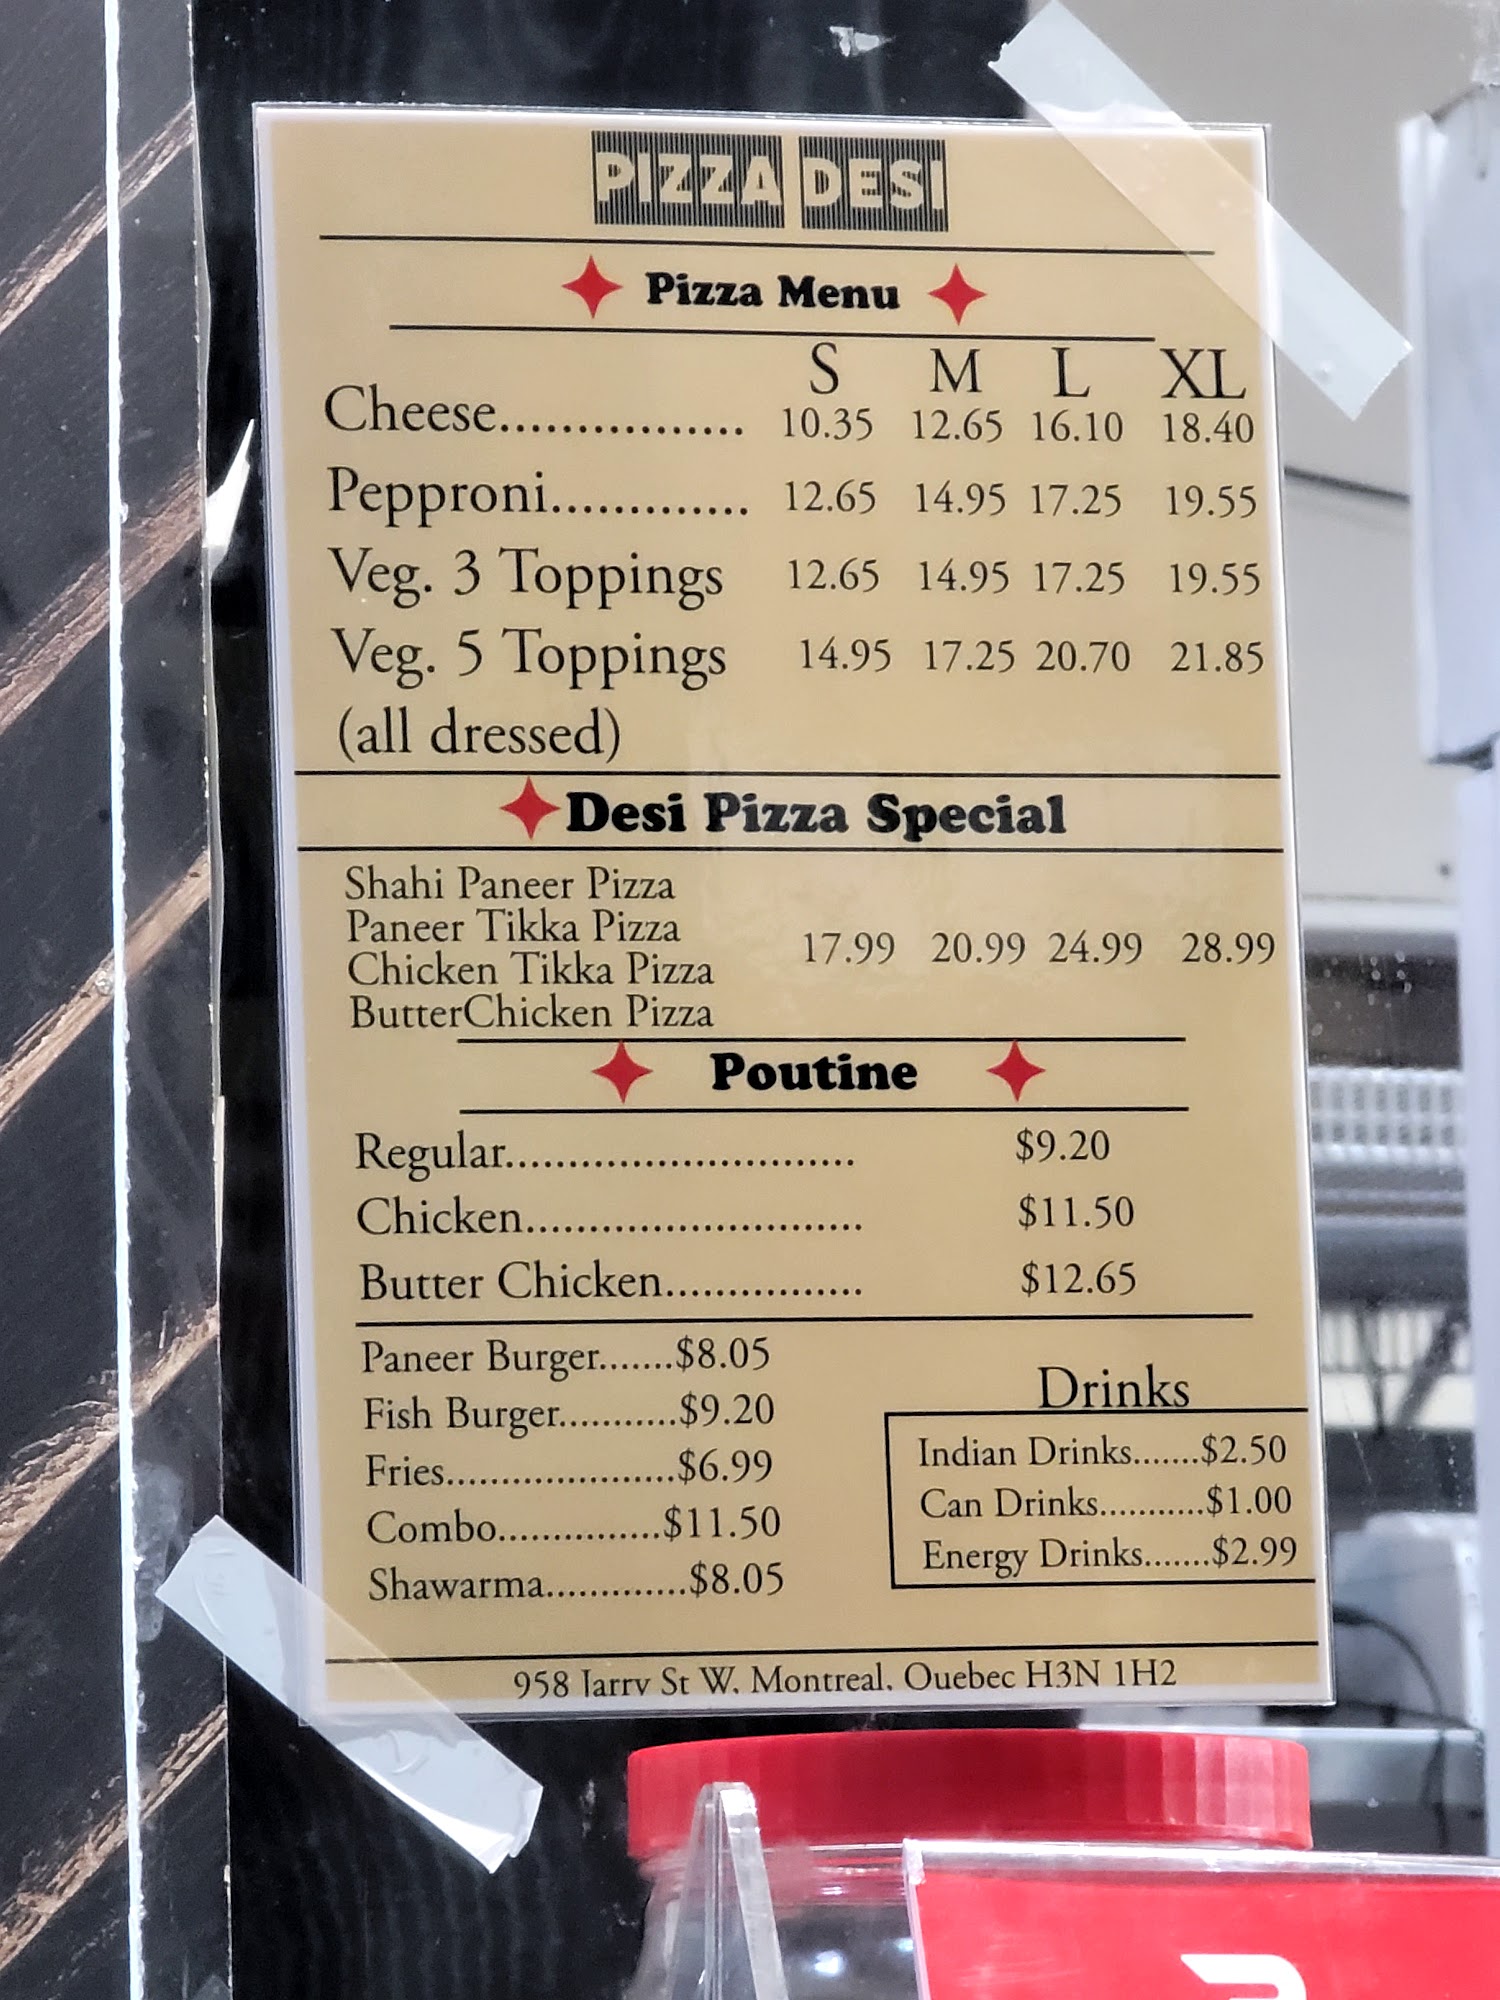 PIZZA DESI
Pizza Menu
S M L XL
Cheese................ 10.35 12.65 16.10 18.40
Pepproni............. 12.65 14.95 17.25 19.55
Veg. 3 Toppings 12.65 14.95 17.25 19.55
Veg. 5 Toppings 14.95 17.25 20.70 21.85
(all dressed)
Desi Pizza Special
Shahi Paneer Pizza
Paneer Tikka Pizza
Chicken Tikka Pizza
ButterChicken Pizza
17.99 20.99 24.99 28.99
Poutine
Regular............................ $9.20
Chicken........................... $11.50
Butter Chicken................ $12.65
Paneer Burger.......$8.05
Fish Burger...........$9.20
Fries......................$6.99
Combo...............$11.50
Shawarma.............$8.05
Drinks
Indian Drinks.......$2.50
Can Drinks...........$1.00
Energy Drinks.......$2.99
958 Jarry St W, Montreal, Quebec H3N 1H2